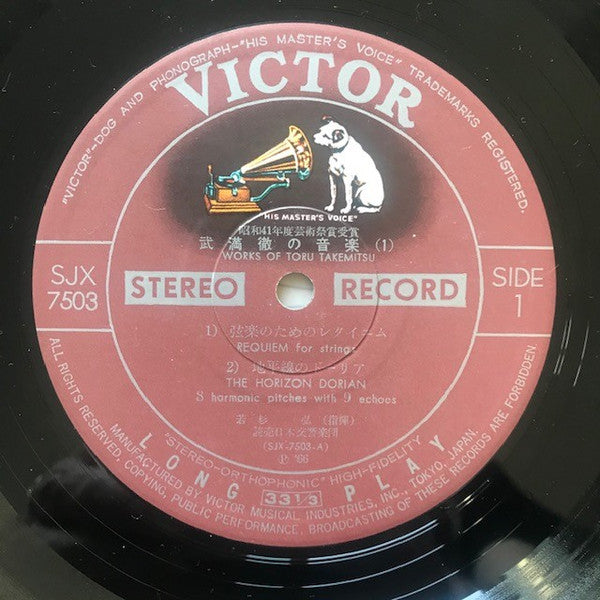 "VICTOR"-DOG AND PHONOGRAPH-"HIS MASTER'S VOICE" TRADEMARKS REGISTERED.
VICTOR
"HIS MASTER'S VOICE"
昭和41年度芸術祭賞受賞
武満徹の音楽(1)
WORKS OF TORU TAKEMITSU
SJX
7503
STEREO
RECORD
SIDE
1
1) 弦楽のためのレクイエム
REQUIEM for strings
2) 地平線のドーリア
THE HORIZON DORIAN
8 harmonic pitches with 9 echoes
若杉 弘(指揮)
読売日本交響楽団
(SJX-7503-A)
Ⓟ '66
"STEREO-ORTHOPHONIC" HIGH-FIDELITY
LONG 33 1/3 PLAY
MANUFACTURED BY VICTOR MUSICAL INDUSTRIES, INC., TOKYO, JAPAN.
ALL RIGHTS RESERVED, COPYING, PUBLIC PERFORMANCE, BROADCASTING OF THESE RECORDS ARE FORBIDDEN.